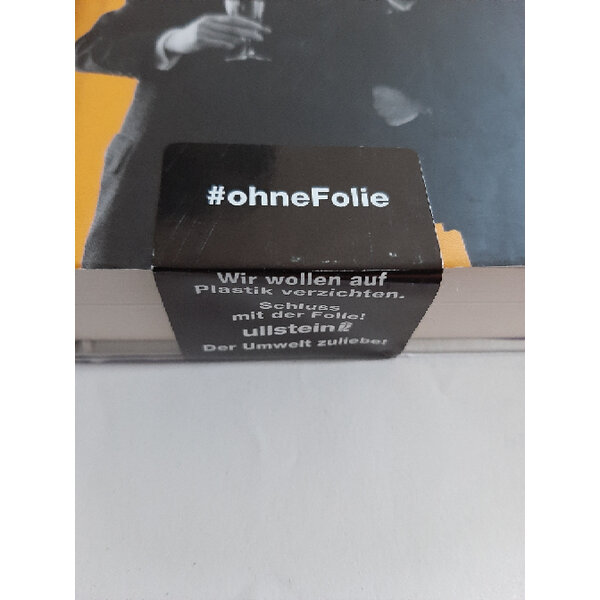 #ohneFolie
Wir wollen auf
Plastik verzichten.
Schluss
mit der Folie!
ullstein
Der Umwelt zuliebe!